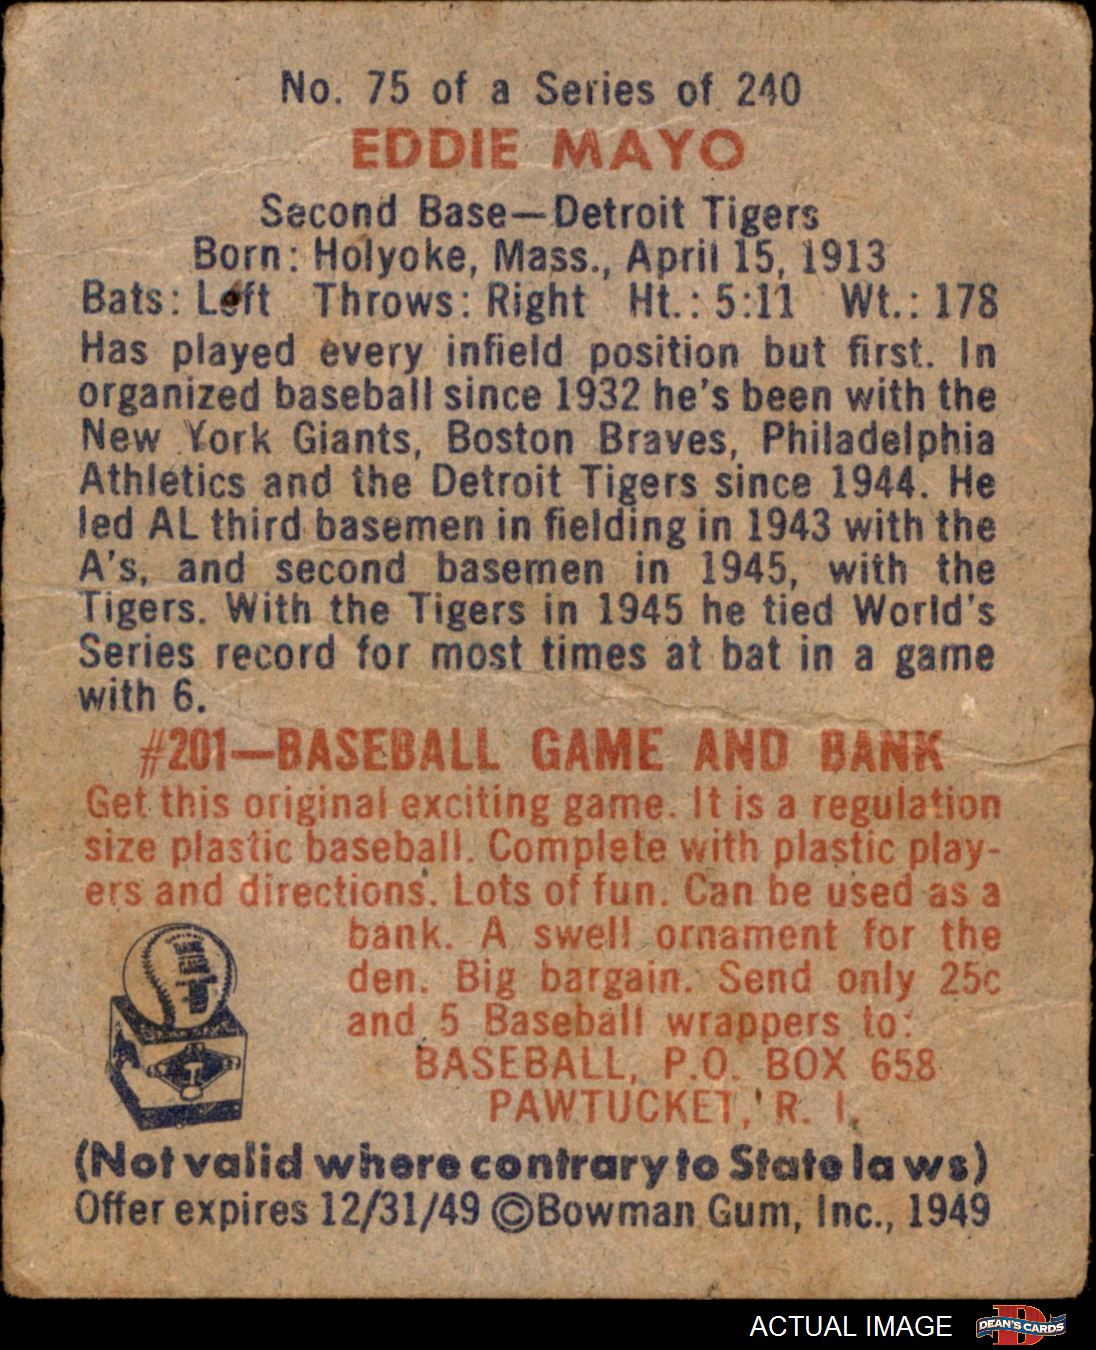 No. 75 of a Series of 240
EDDIE MAYO
Second Base—Detroit Tigers
Born: Holyoke, Mass., April 15, 1913
Bats: Left Throws: Right Ht.: 5:11 Wt.: 178
Has played every infield position but first. In
organized baseball since 1932 he's been with the
New York Giants, Boston Braves, Philadelphia
Athletics and the Detroit Tigers since 1944. He
led AL third basemen in fielding in 1943 with the
A's, and second basemen in 1945, with the
Tigers. With the Tigers in 1945 he tied World's
Series record for most times at bat in a game
with 6.
#201—BASEBALL GAME AND BANK
Get this original exciting game. It is a regulation
size plastic baseball. Complete with plastic play-
ers and directions. Lots of fun. Can be used as a
bank. A swell ornament for the
den. Big bargain. Send only 25c
and 5 Baseball wrappers to:
BASEBALL, P.O. BOX 658
PAWTUCKET, R. I.
(Not valid where contrary to State laws)
Offer expires 12/31/49 ©Bowman Gum, Inc., 1949
ACTUAL IMAGE
DEAN'S CARDS